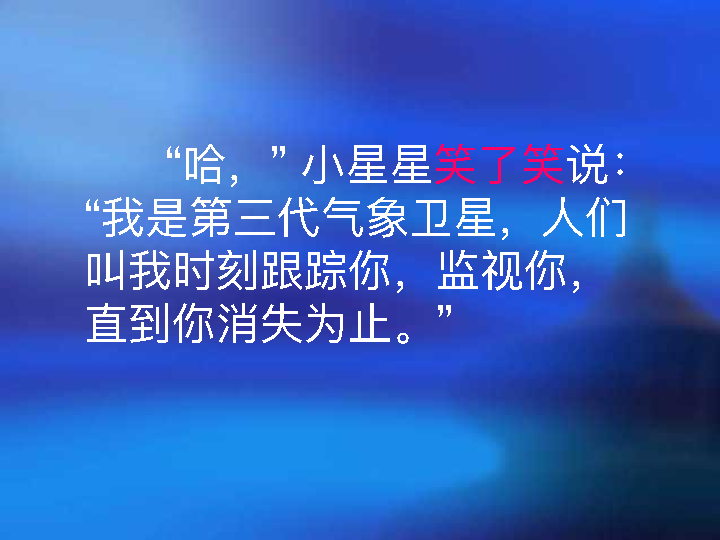 “哈，” 小星星笑了笑说：
“我是第三代气象卫星，人们
叫我时刻跟踪你，监视你，
直到你消失为止。”